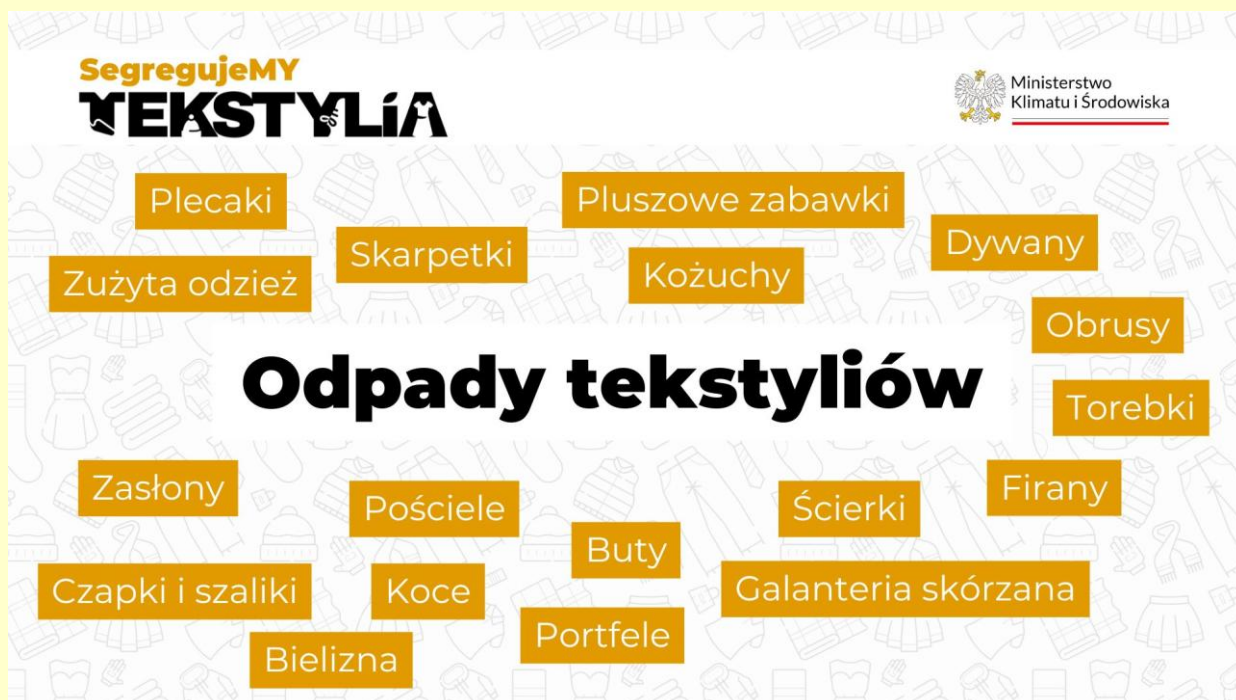 SegregujeMY
TEKSTYLIA
Ministerstwo
Klimatu i Środowiska
Plecaki
Pluszowe zabawki
Skarpetki
Dywany
Zużyta odzież
Kożuchy
Obrusy
Odpady tekstyliów
Torebki
Zasłony
Pościele
Ścierki
Firany
Buty
Czapki i szaliki
Koce
Galanteria skórzana
Portfele
Bielizna